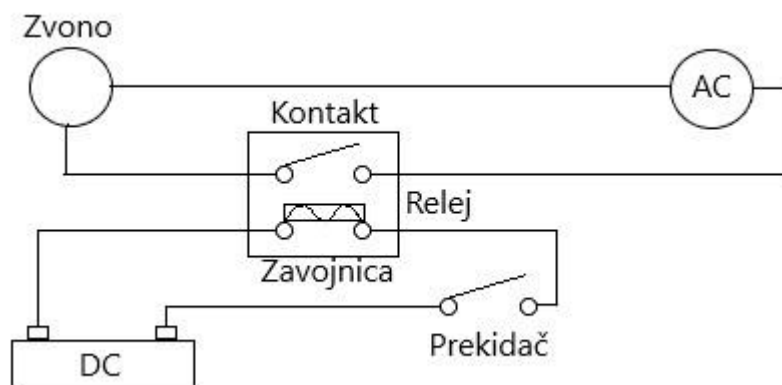 Zvono
AC
Kontakt
Relej
Zavojnica
Prekidač
DC